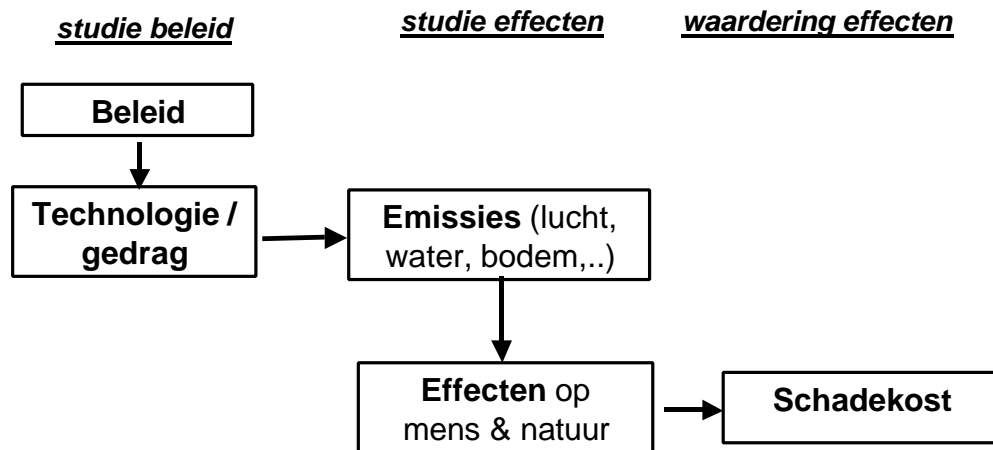 studie beleid
studie effecten
waardering effecten
Beleid
Technologie /
gedrag
Emissies (lucht,
water, bodem,..)
Effecten op
mens & natuur
Schadekost